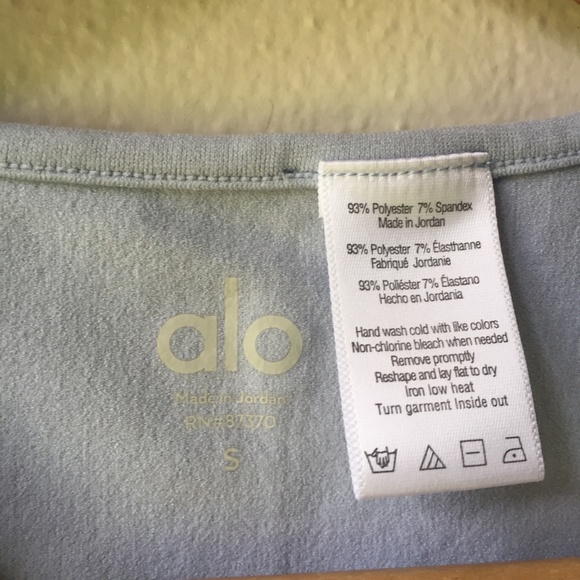 alo
Made in Jordan
RN#87370
S
93% Polyester 7% Spandex
Made in Jordan
93% Polyester 7% Élasthanne
Fabriqué Jordanie
93% Poliéster 7% Elastano
Hecho en Jordania
Hand wash cold with like colors
Non-chlorine bleach when needed
Remove promptly
Reshape and lay flat to dry
Iron low heat
Turn garment Inside out